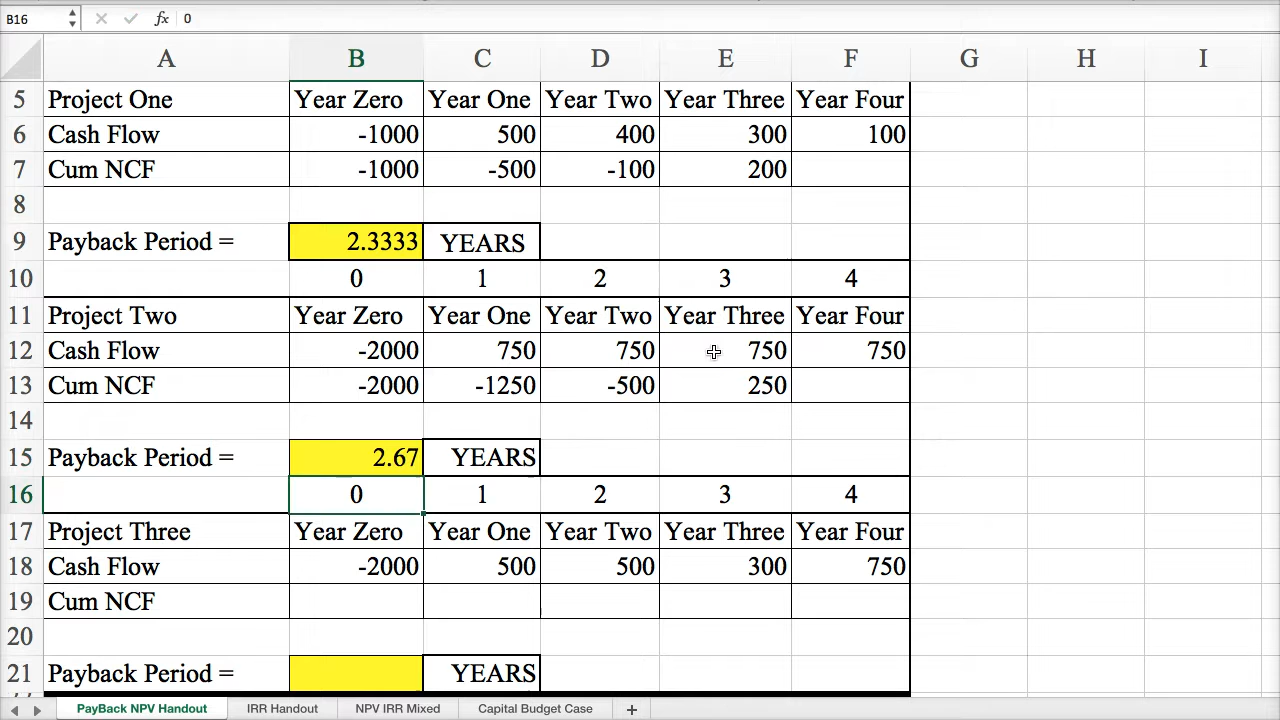 B16 fx 0
A B C D E F G H I
5 Project One Year Zero Year One Year Two Year Three Year Four
6 Cash Flow -1000 500 400 300 100
7 Cum NCF -1000 -500 -100 200
8
9 Payback Period = 2.3333 YEARS
10 0 1 2 3 4
11 Project Two Year Zero Year One Year Two Year Three Year Four
12 Cash Flow -2000 750 750 750 750
13 Cum NCF -2000 -1250 -500 250
14
15 Payback Period = 2.67 YEARS
16 0 1 2 3 4
17 Project Three Year Zero Year One Year Two Year Three Year Four
18 Cash Flow -2000 500 500 300 750
19 Cum NCF
20
21 Payback Period = YEARS
PayBack NPV Handout IRR Handout NPV IRR Mixed Capital Budget Case +